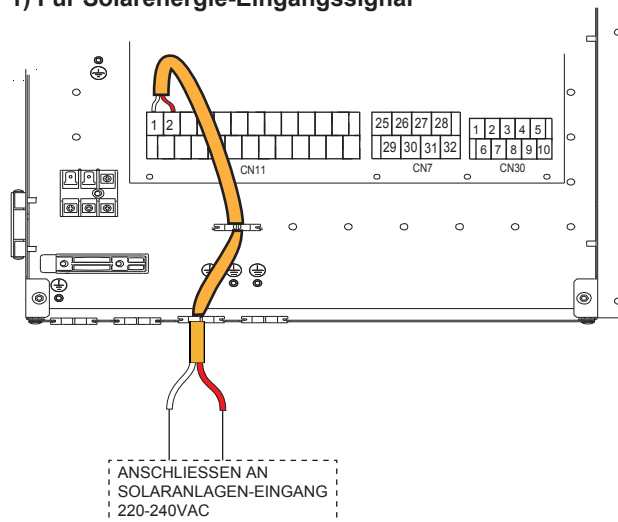 1) Für Solarenergie-Eingangssignal
1 2
25 26 27 28
29 30 31 32
1 2 3 4 5
6 7 8 9 10
CN11
CN7
CN30
ANSCHLIESSEN AN
SOLARANLAGEN-EINGANG
220-240VAC